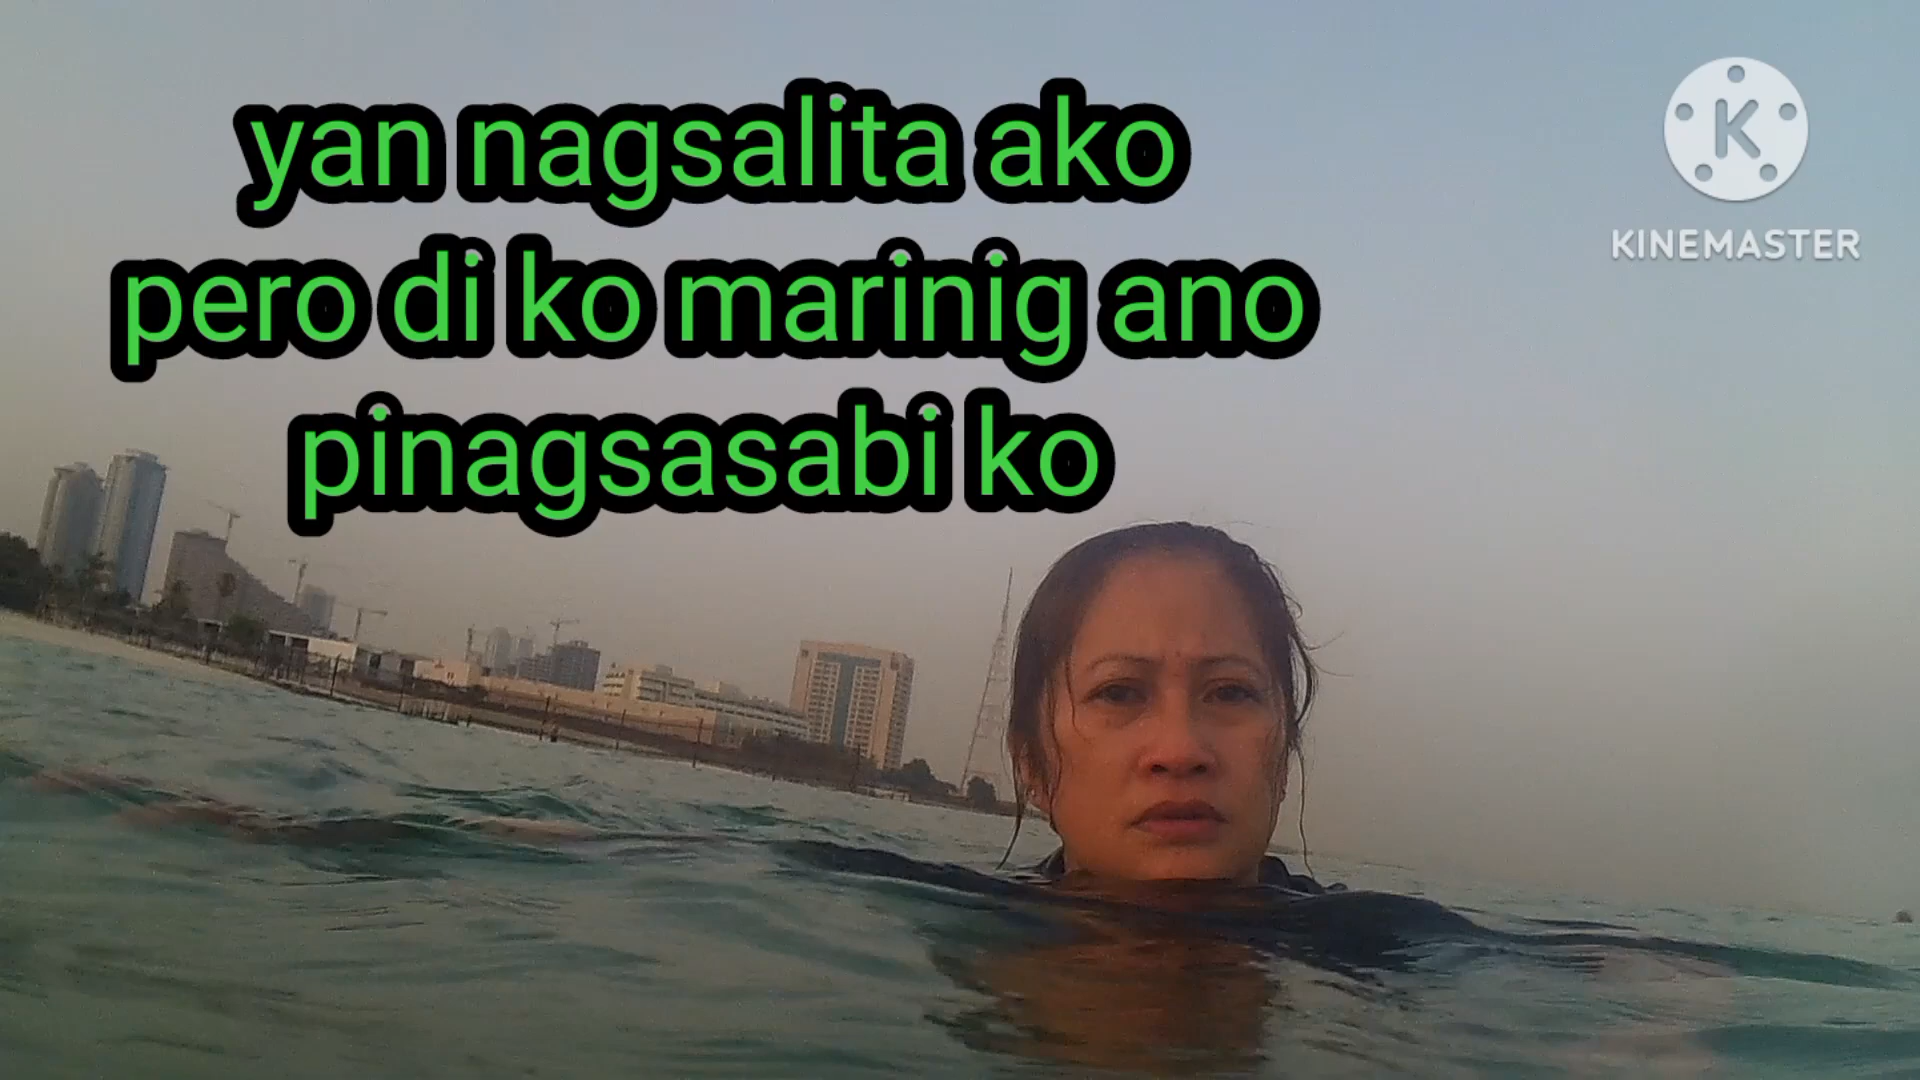 yan nagsalita ako
pero di ko marinig ano
pinagsasabi ko
K
KINEMASTER